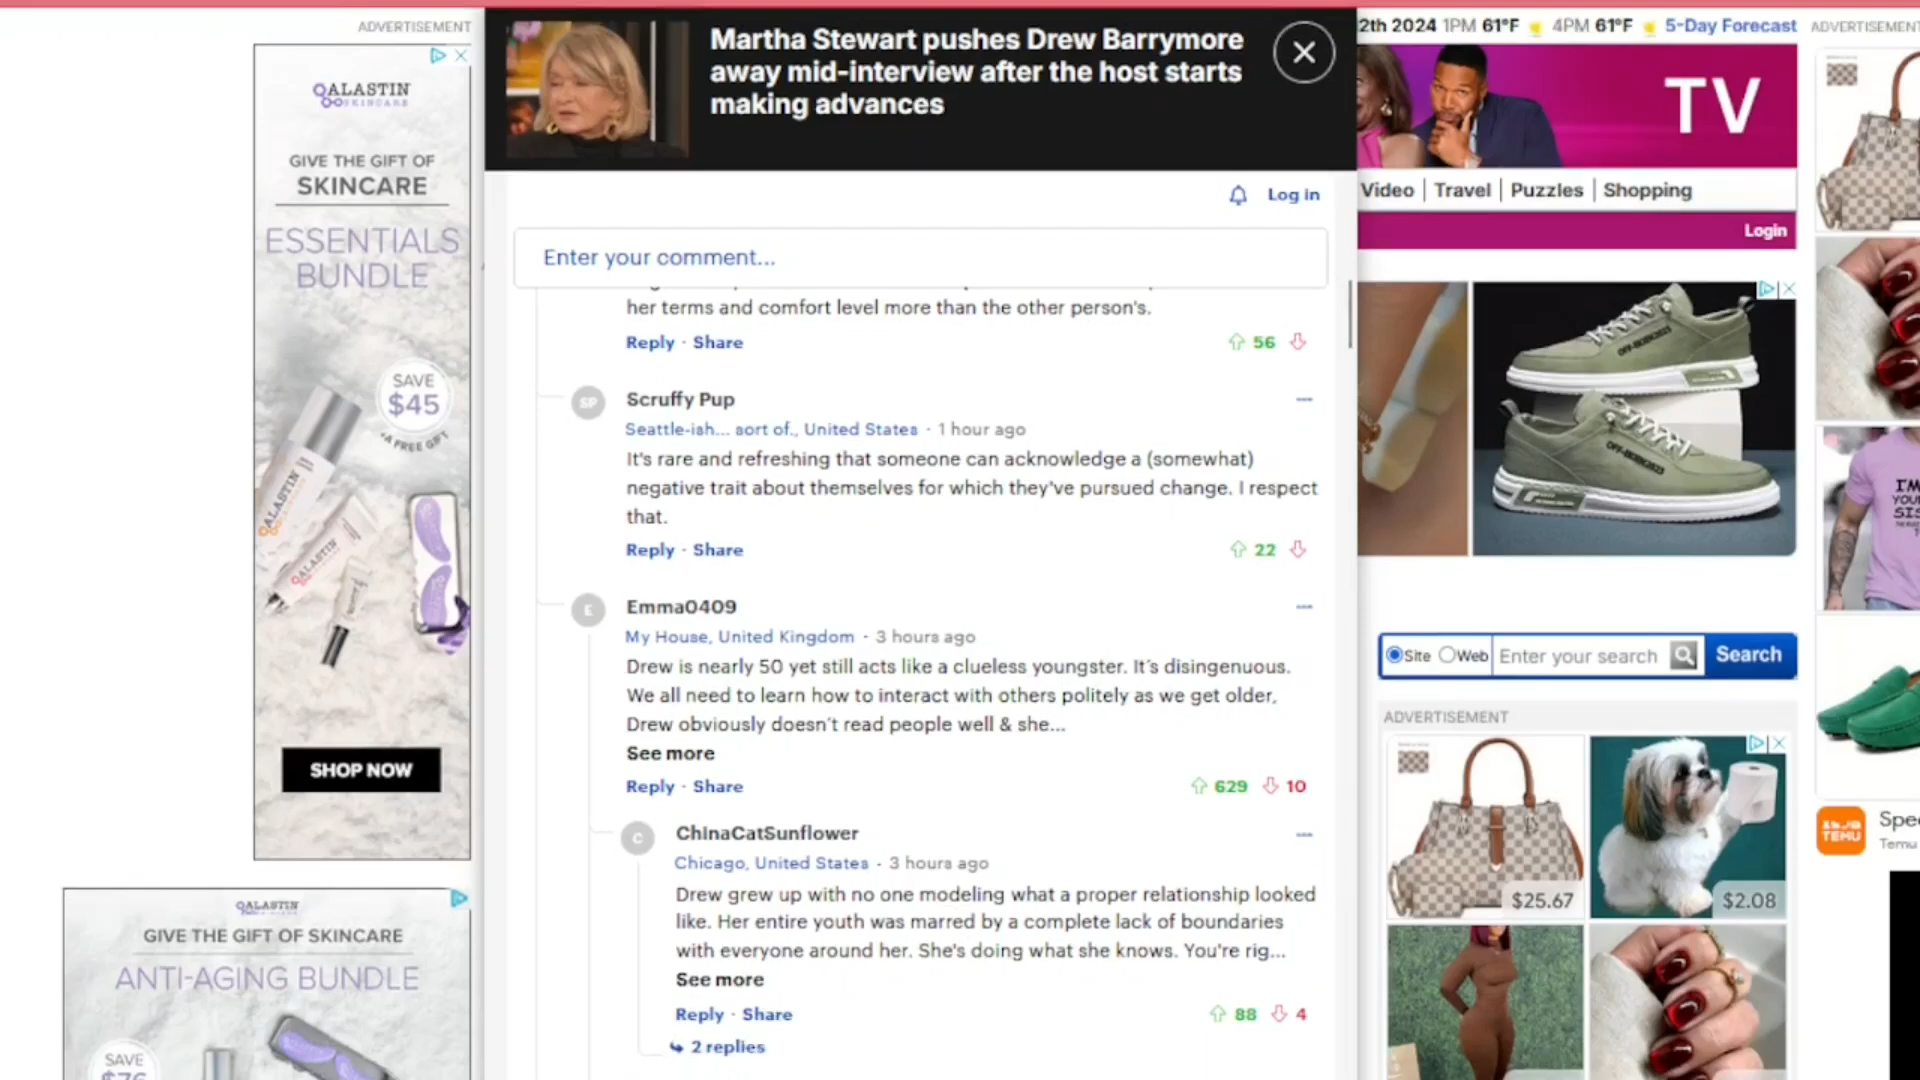 ADVERTISEMENT
ALASTIN
SKINCARE
GIVE THE GIFT OF
SKINCARE
ESSENTIALS
BUNDLE
SAVE
$45
+A FREE GIFT
ALASTIN
ALASTIN
SHOP NOW
ALASTIN
GIVE THE GIFT OF SKINCARE
ANTI-AGING BUNDLE
SAVE
Martha Stewart pushes Drew Barrymore
away mid-interview after the host starts
making advances
Log in
Enter your comment...
her terms and comfort level more than the other person's.
Reply · Share
56
SP
Scruffy Pup
Seattle-ish... sort of., United States · 1 hour ago
It's rare and refreshing that someone can acknowledge a (somewhat)
negative trait about themselves for which they've pursued change. I respect
that.
Reply · Share
22
E
Emma0409
My House, United Kingdom · 3 hours ago
Drew is nearly 50 yet still acts like a clueless youngster. It´s disingenuous.
We all need to learn how to interact with others politely as we get older,
Drew obviously doesn´t read people well & she...
See more
Reply · Share
629
10
C
ChInaCatSunflower
Chicago, United States · 3 hours ago
Drew grew up with no one modeling what a proper relationship looked
like. Her entire youth was marred by a complete lack of boundaries
with everyone around her. She's doing what she knows. You're rig...
See more
Reply · Share
88
4
2 replies
2th 2024 1PM 61°F 4PM 61°F 5-Day Forecast
TV
Video | Travel | Puzzles | Shopping
Login
Site Web Enter your search Search
ADVERTISEMENT
$25.67
$2.08
ADVERTISEMENT
I'M
YOU
SIS
TEMU
Spe
Temu